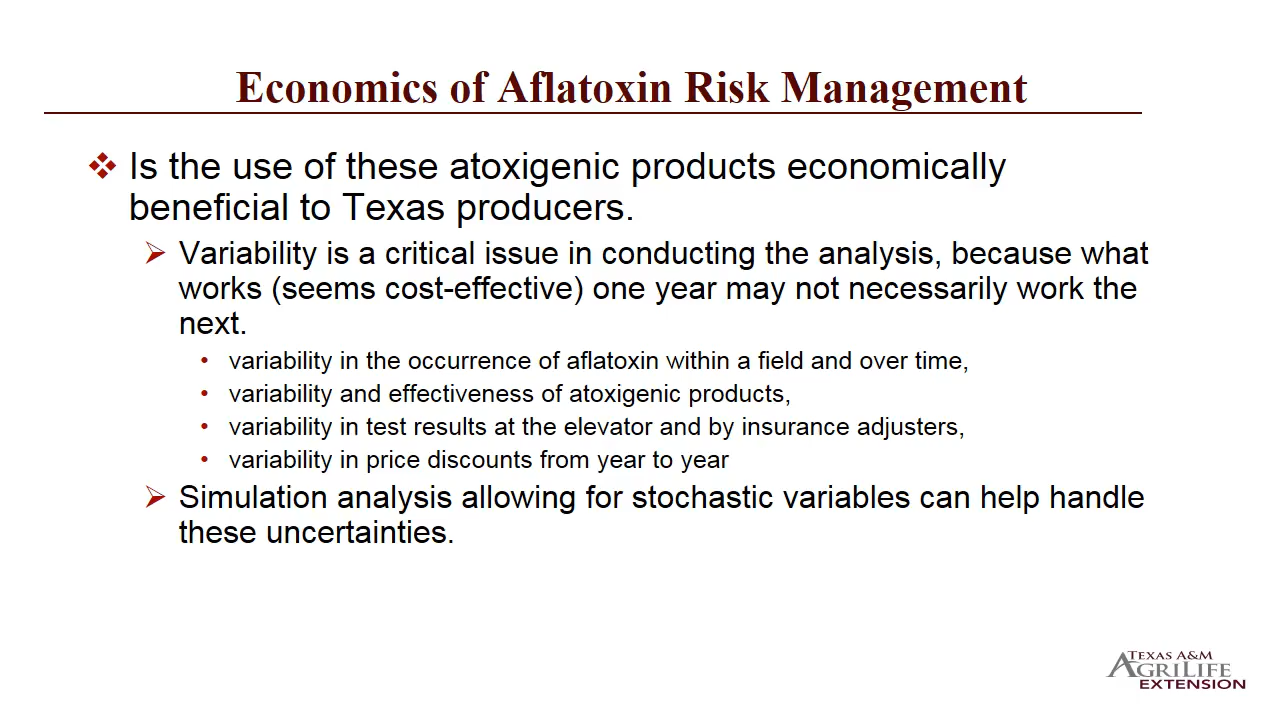 Economics of Aflatoxin Risk Management
Is the use of these atoxigenic products economically
beneficial to Texas producers.
Variability is a critical issue in conducting the analysis, because what
works (seems cost-effective) one year may not necessarily work the
next.
• variability in the occurrence of aflatoxin within a field and over time,
• variability and effectiveness of atoxigenic products,
• variability in test results at the elevator and by insurance adjusters,
• variability in price discounts from year to year
Simulation analysis allowing for stochastic variables can help handle
these uncertainties.
TEXAS A&M
AGRILIFE
EXTENSION